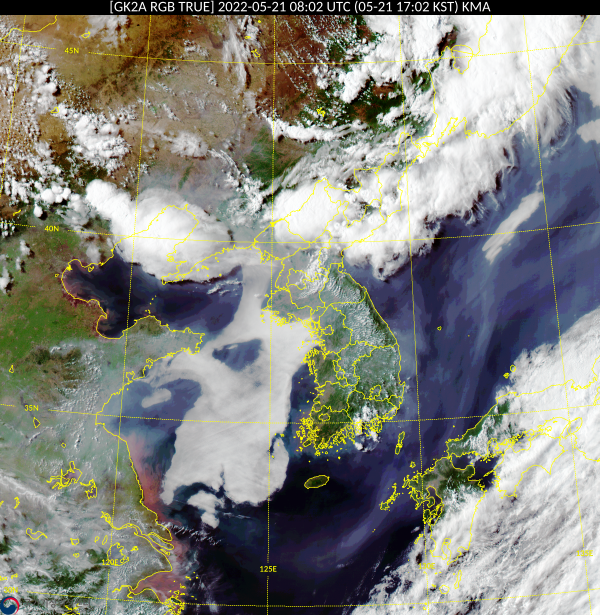 [GK2A RGB TRUE] 2022-05-21 08:02 UTC (05-21 17:02 KST) KMA
45N
40N
35N
120E
125E